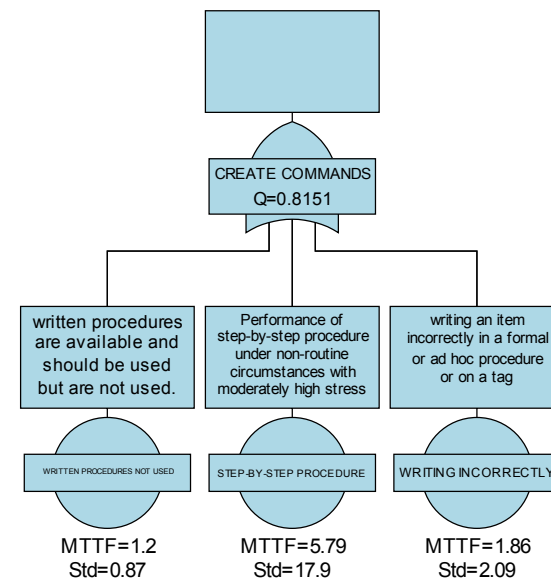 CREATE COMMANDS
Q=0.8151
written procedures
are available and
should be used
but are not used.
Performance of
step-by-step procedure
under non-routine
circumstances with
moderately high stress
writing an item
incorrectly in a formal
or ad hoc procedure
or on a tag
WRITTEN PROCEDURES NOT USED
STEP-BY-STEP PROCEDURE
WRITING INCORRECTLY
MTTF=1.2
Std=0.87
MTTF=5.79
Std=17.9
MTTF=1.86
Std=2.09